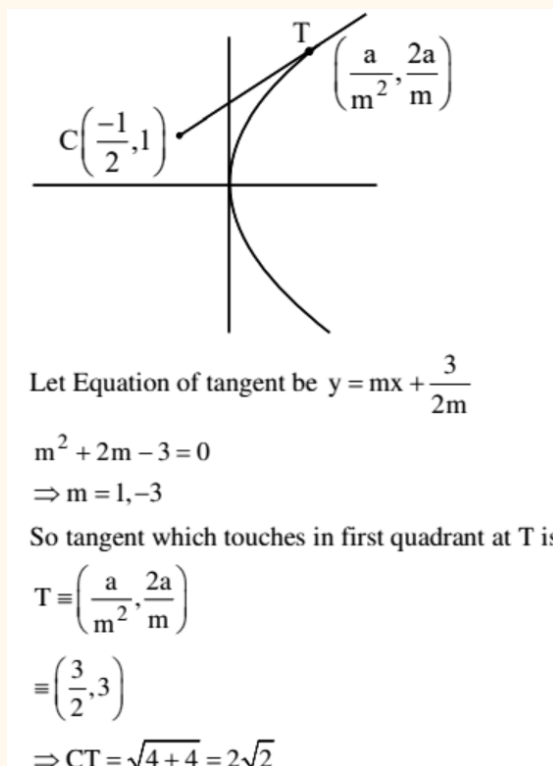 T
(a/m², 2a/m)
C(-1/2, 1)
Let Equation of tangent be y = mx + 3/2m
m² + 2m − 3 = 0
⇒ m = 1, −3
So tangent which touches in first quadrant at T is
T ≡ (a/m², 2a/m)
≡ (3/2, 3)
⇒ CT = √4 + 4 = 2√2